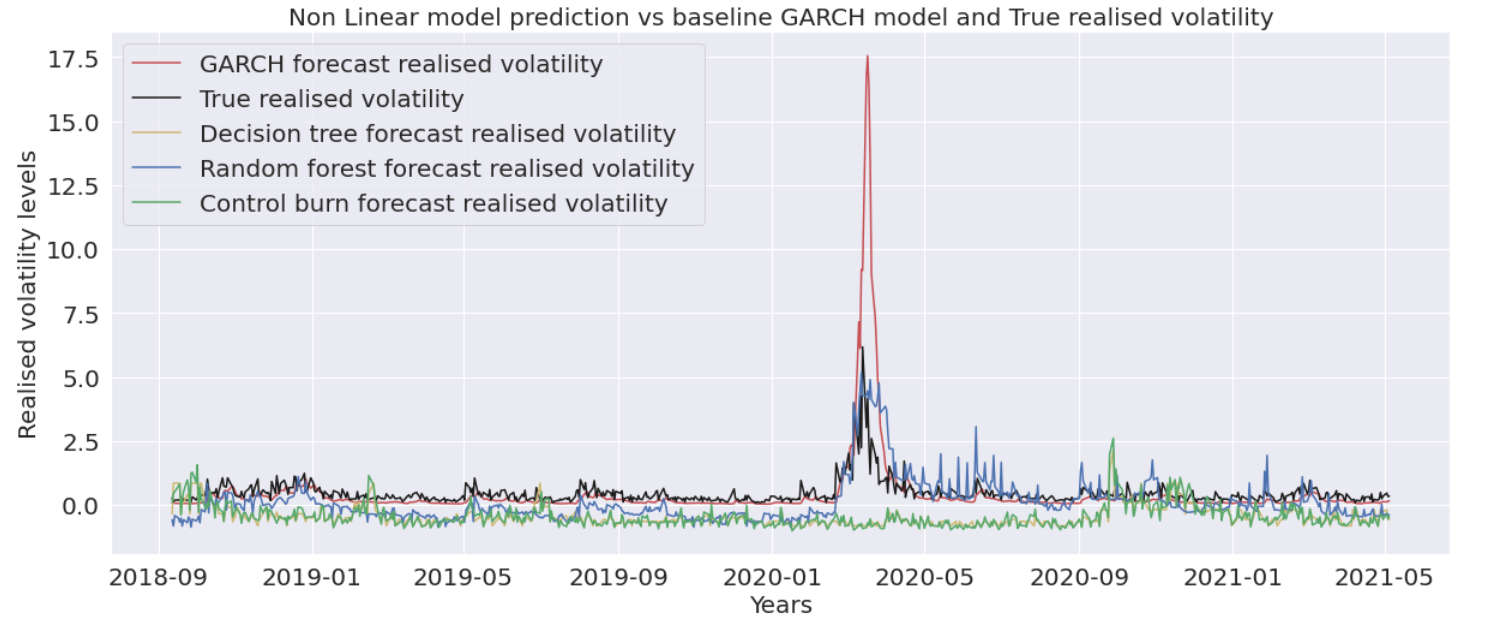 Non Linear model prediction vs baseline GARCH model and True realised volatility
GARCH forecast realised volatility
True realised volatility
Decision tree forecast realised volatility
Random forest forecast realised volatility
Control burn forecast realised volatility
Realised volatility levels
17.5
15.0
12.5
10.0
7.5
5.0
2.5
0.0
2018-09 2019-01 2019-05 2019-09 2020-01 2020-05 2020-09 2021-01 2021-05
Years